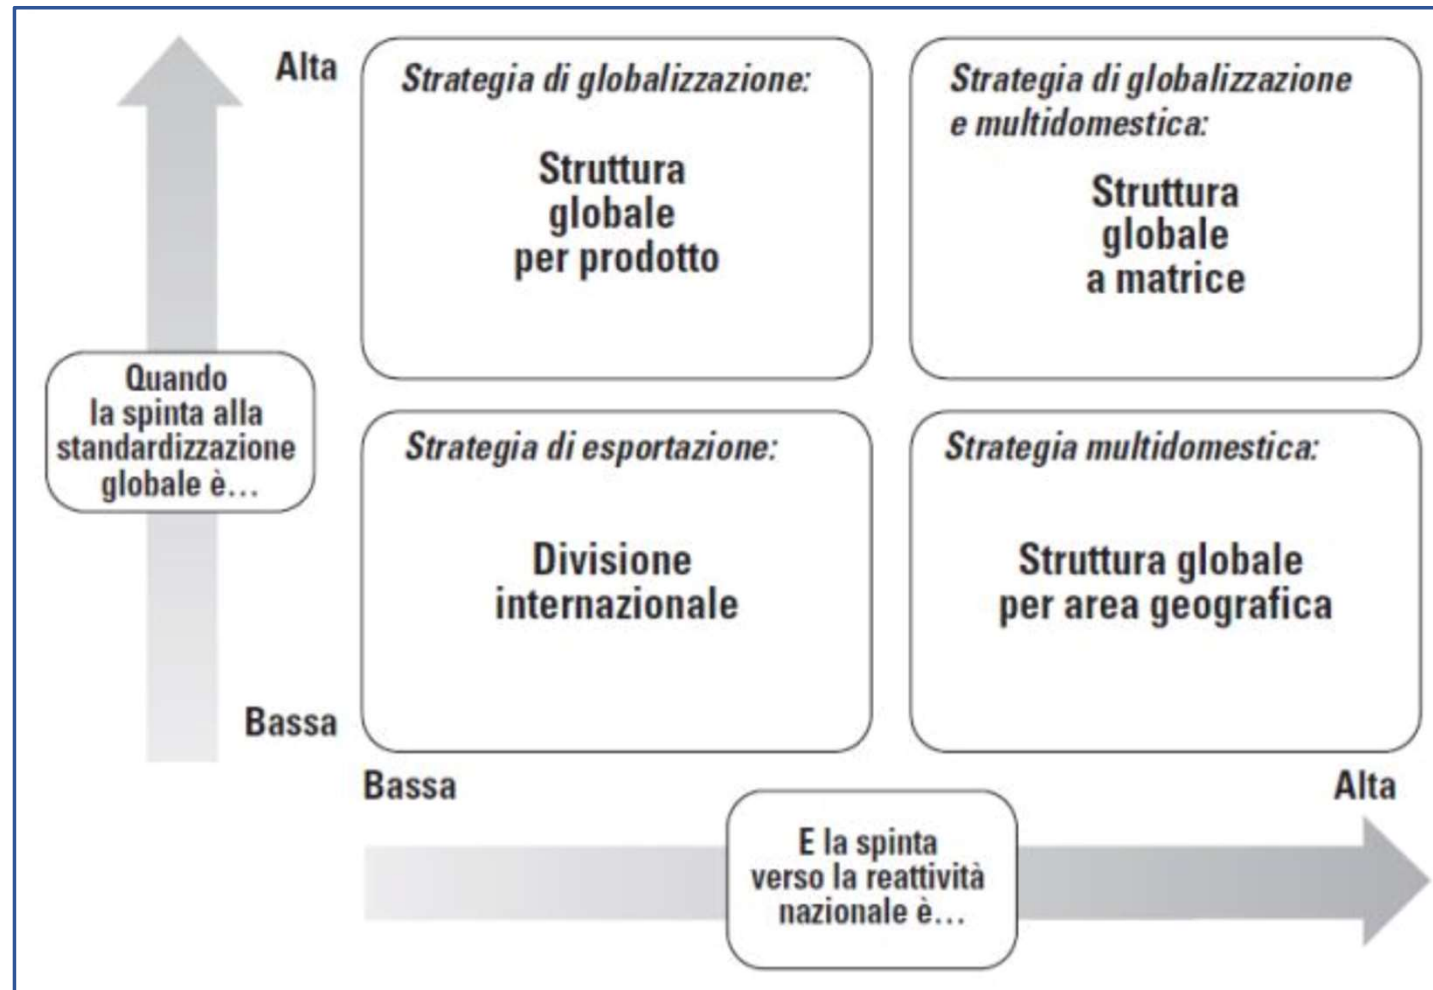 Alta
Strategia di globalizzazione:
Struttura
globale
per prodotto
Strategia di globalizzazione
e multidomestica:
Struttura
globale
a matrice
Quando
la spinta alla
standardizzazione
globale è...
Strategia di esportazione:
Divisione
internazionale
Strategia multidomestica:
Struttura globale
per area geografica
Bassa
Bassa
Alta
E la spinta
verso la reattività
nazionale è...